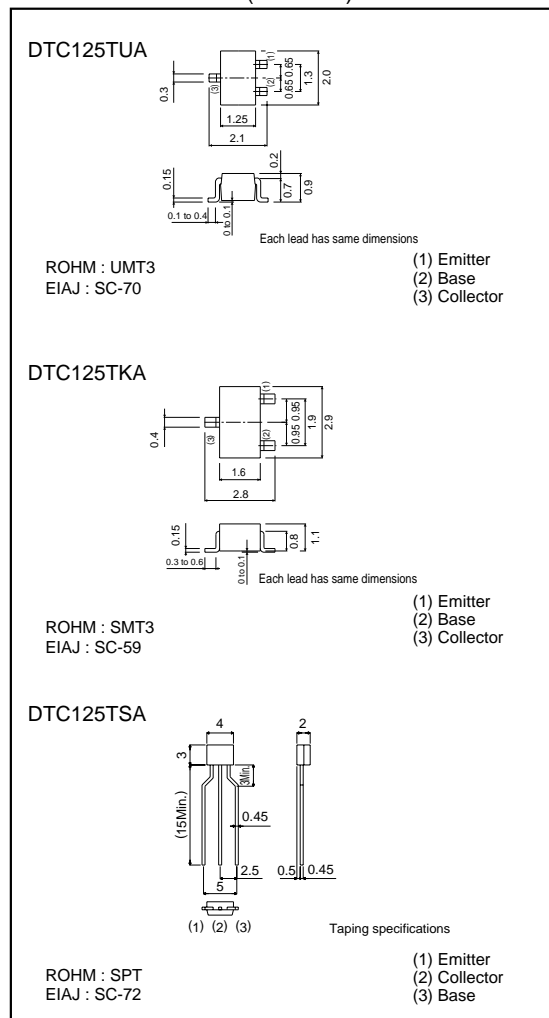 DTC125TUA
(1)
(2)
(3)
0.3
0.65 0.65
1.3
2.0
1.25
2.1
0.2
0.15
0.7
0.9
0.1 to 0.4
0 to 0.1
Each lead has same dimensions
ROHM : UMT3
EIAJ : SC-70
(1) Emitter
(2) Base
(3) Collector
DTC125TKA
(1)
(2)
(3)
0.4
0.95 0.95
1.9
2.9
1.6
2.8
0.15
0.8
1.1
0.3 to 0.6
0 to 0.1
Each lead has same dimensions
ROHM : SMT3
EIAJ : SC-59
(1) Emitter
(2) Base
(3) Collector
DTC125TSA
4
2
3
3Min.
(15Min.)
0.45
2.5
5
0.5
0.45
(1) (2) (3)
Taping specifications
ROHM : SPT
EIAJ : SC-72
(1) Emitter
(2) Collector
(3) Base